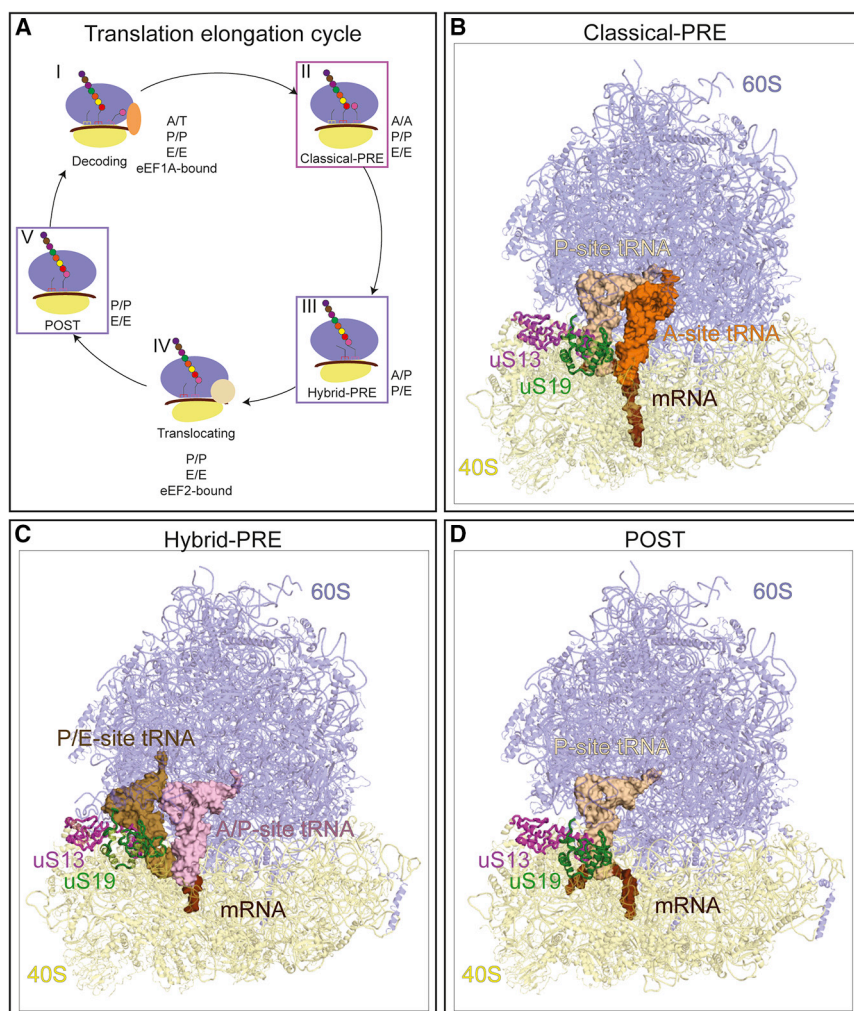 A
Translation elongation cycle
I
Decoding
A/T
P/P
E/E
eEF1A-bound
II
Classical-PRE
A/A
P/P
E/E
III
Hybrid-PRE
A/P
P/E
IV
Translocating
P/P
E/E
eEF2-bound
V
POST
P/P
E/E
B
Classical-PRE
60S
P-site tRNA
A-site tRNA
uS13
uS19
mRNA
40S
C
Hybrid-PRE
60S
P/E-site tRNA
A/P-site tRNA
uS13
uS19
mRNA
40S
D
POST
60S
P-site tRNA
uS13
uS19
mRNA
40S